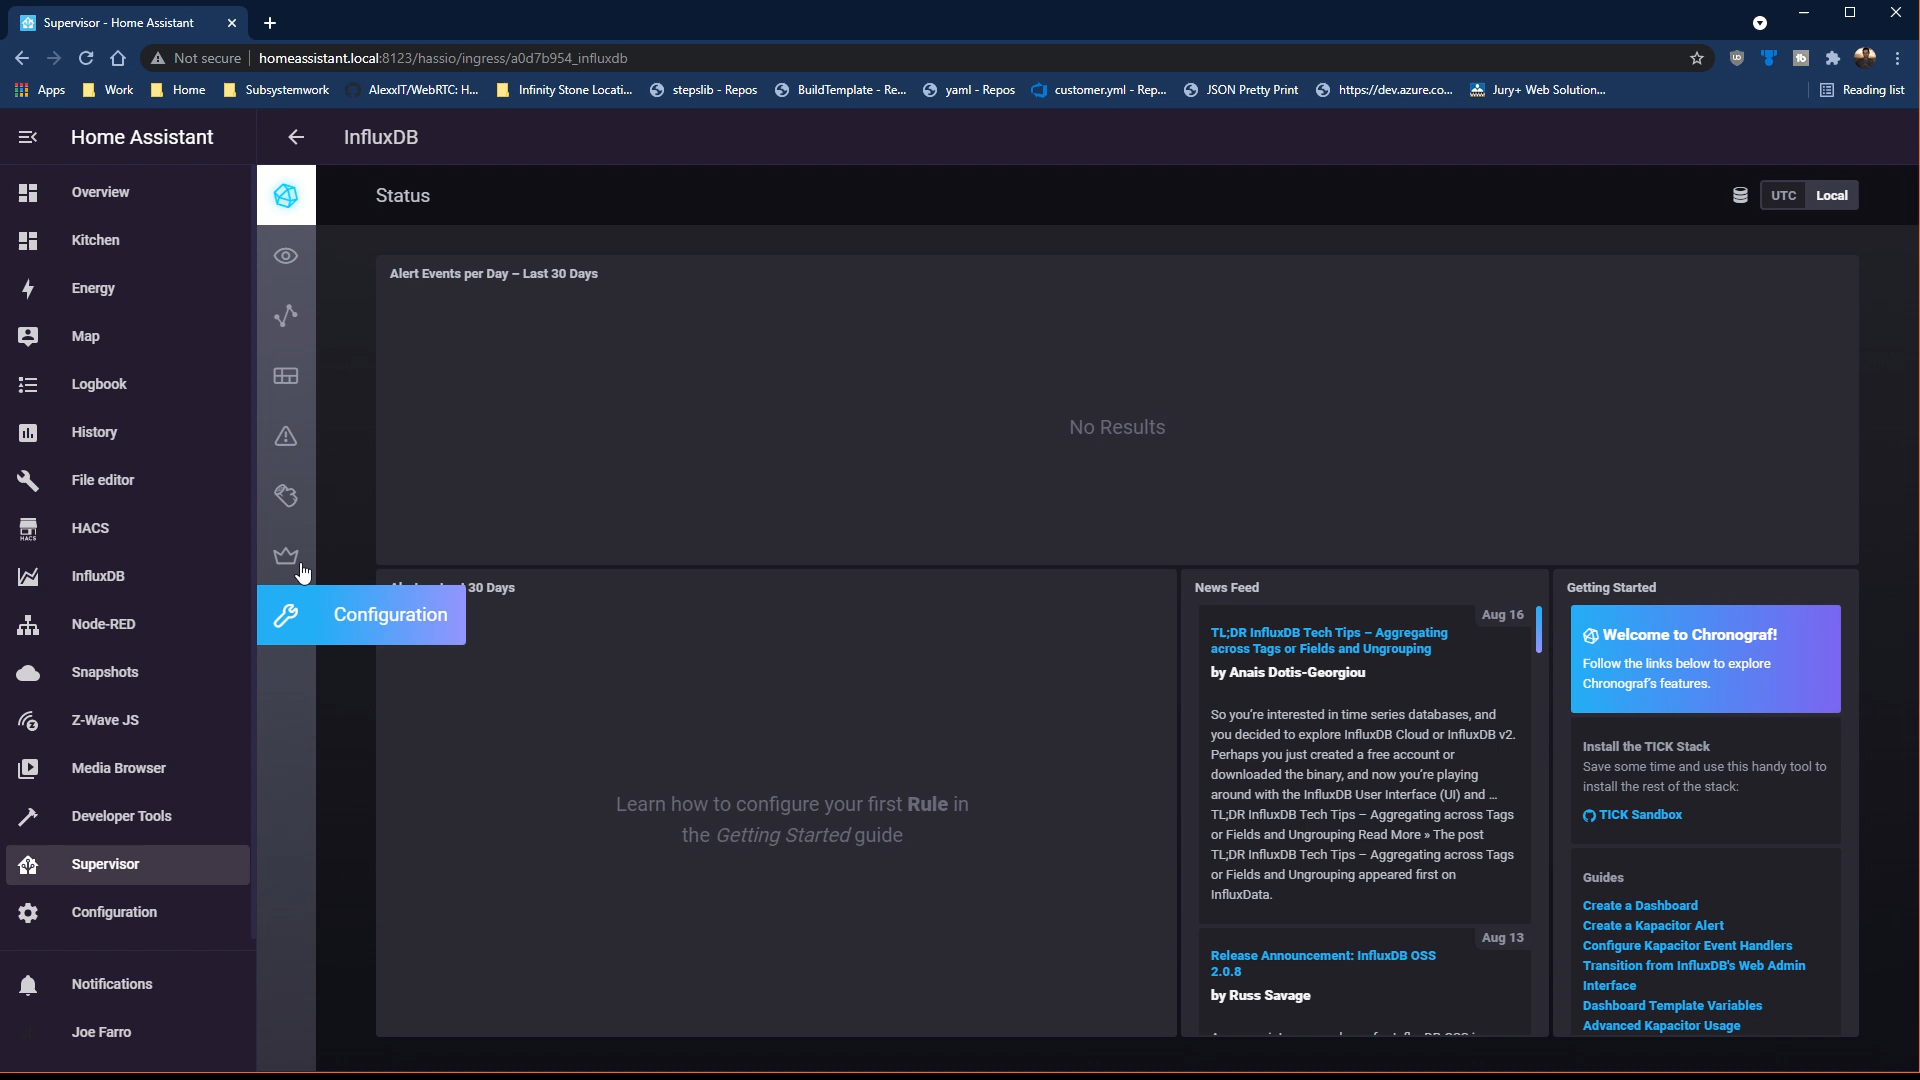 Supervisor - Home Assistant
Not secure
homeassistant.local:8123/hassio/ingress/a0d7b954_influxdb
Apps
Work
Home
Subsystemwork
AlexxIT/WebRTC: H...
Infinity Stone Locati...
stepslib - Repos
BuildTemplate - Re...
yaml - Repos
customer.yml - Rep...
JSON Pretty Print
https://dev.azure.co...
Jury+ Web Solution...
Reading list
Home Assistant
InfluxDB
Overview
Kitchen
Energy
Map
Logbook
History
File editor
HACS
HACS
InfluxDB
Node-RED
Snapshots
Z-Wave JS
Media Browser
Developer Tools
Supervisor
Configuration
Notifications
Joe Farro
Status
UTC
Local
Alert Events per Day – Last 30 Days
No Results
Configuration
30 Days
Learn how to configure your first Rule in
the Getting Started guide
News Feed
Aug 16
TL;DR InfluxDB Tech Tips – Aggregating
across Tags or Fields and Ungrouping
by Anais Dotis-Georgiou
So you're interested in time series databases, and
you decided to explore InfluxDB Cloud or InfluxDB v2.
Perhaps you just created a free account or
downloaded the binary, and now you're playing
around with the InfluxDB User Interface (UI) and ...
TL;DR InfluxDB Tech Tips – Aggregating across Tags
or Fields and Ungrouping Read More » The post
TL;DR InfluxDB Tech Tips – Aggregating across Tags
or Fields and Ungrouping appeared first on
InfluxData.
Aug 13
Release Announcement: InfluxDB OSS
2.0.8
by Russ Savage
Getting Started
Welcome to Chronograf!
Follow the links below to explore
Chronograf's features.
Install the TICK Stack
Save some time and use this handy tool to
install the rest of the stack:
TICK Sandbox
Guides
Create a Dashboard
Create a Kapacitor Alert
Configure Kapacitor Event Handlers
Transition from InfluxDB's Web Admin
Interface
Dashboard Template Variables
Advanced Kapacitor Usage